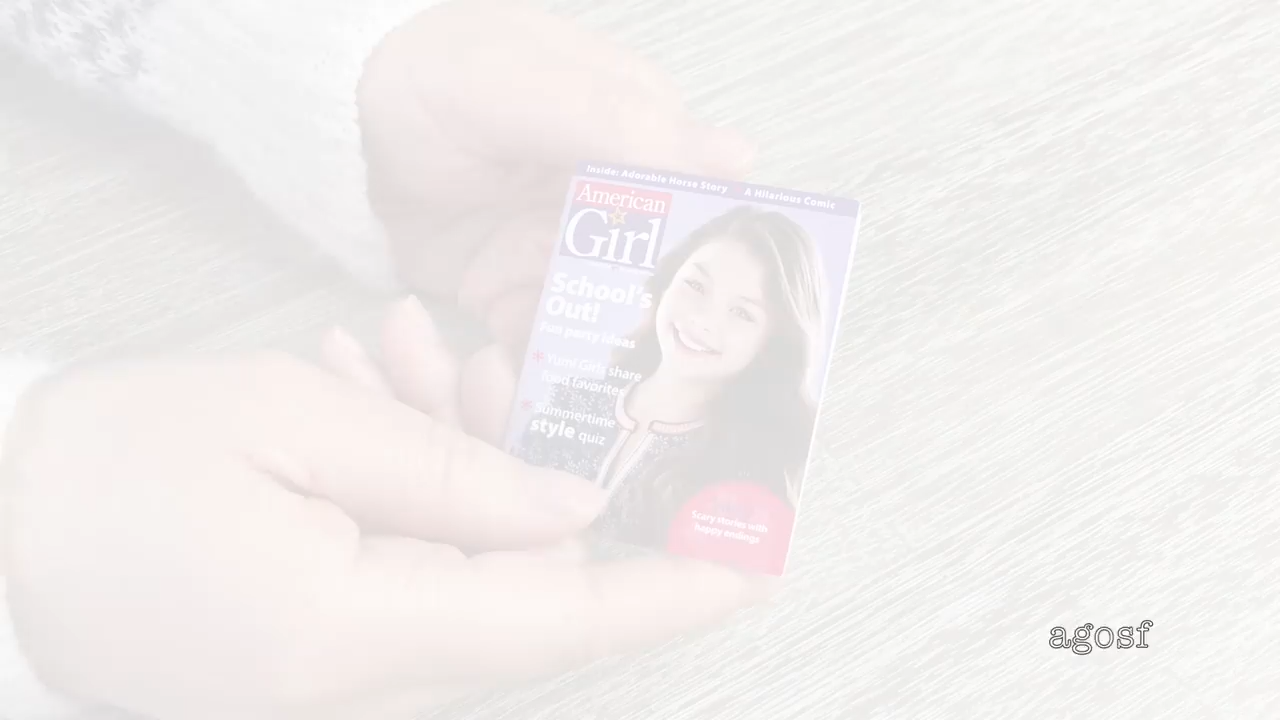 Inside: Adorable Horse Story A Hilarious Comic
American
Girl
School's
Out!
Fun party ideas
* Yum! Girls share
food favorites
* Summertime
style quiz
Scary stories with
happy endings
agosf